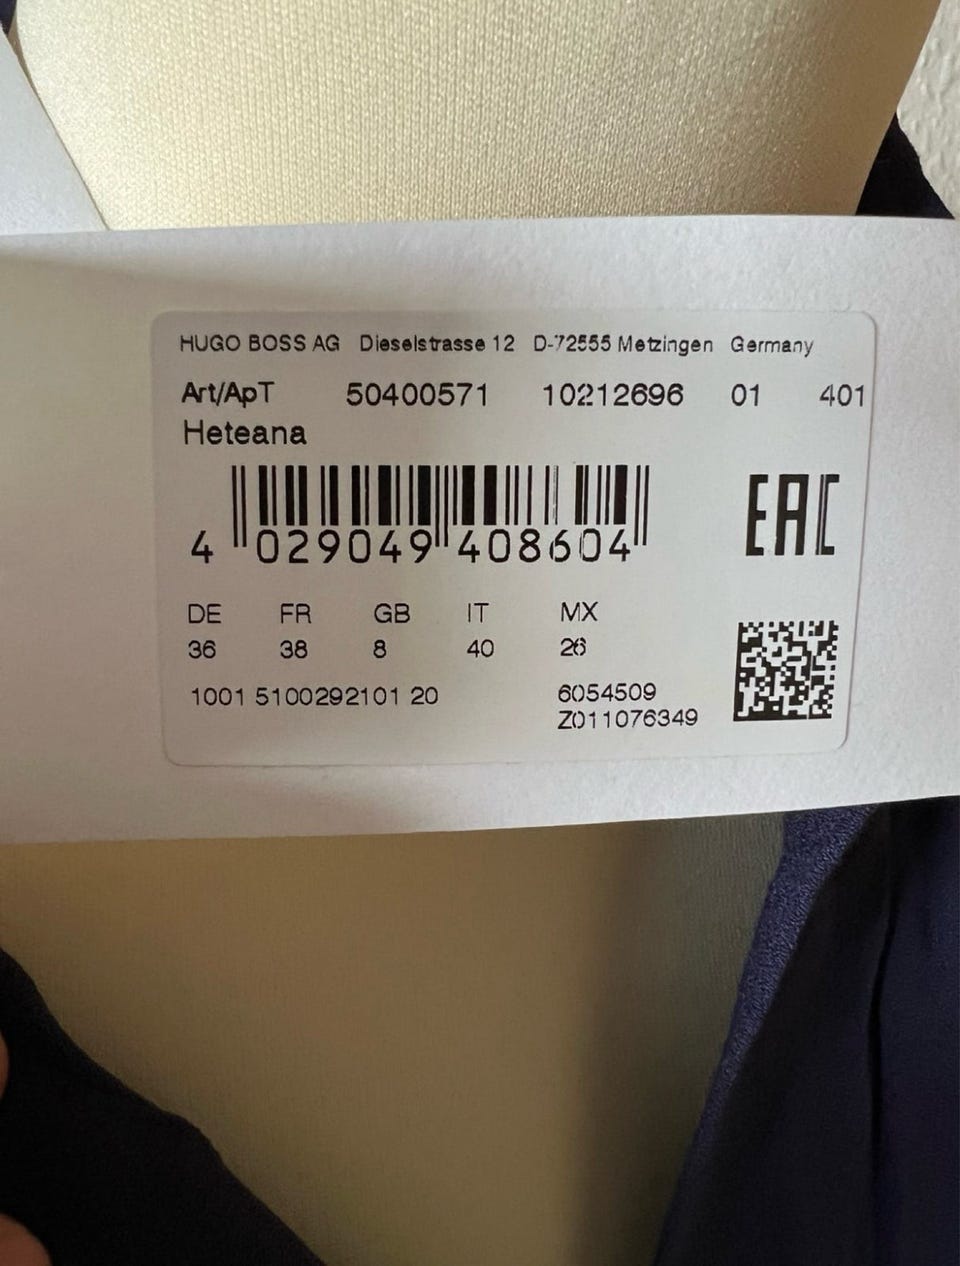 HUGO BOSS AG Dieselstrasse 12 D-72555 Metzingen Germany
Art/ApT 50400571 10212696 01 401
Heteana
4 029049 408604
EAC
DE FR GB IT MX
36 38 8 40 26
1001 5100292101 20 6054509
Z011076349